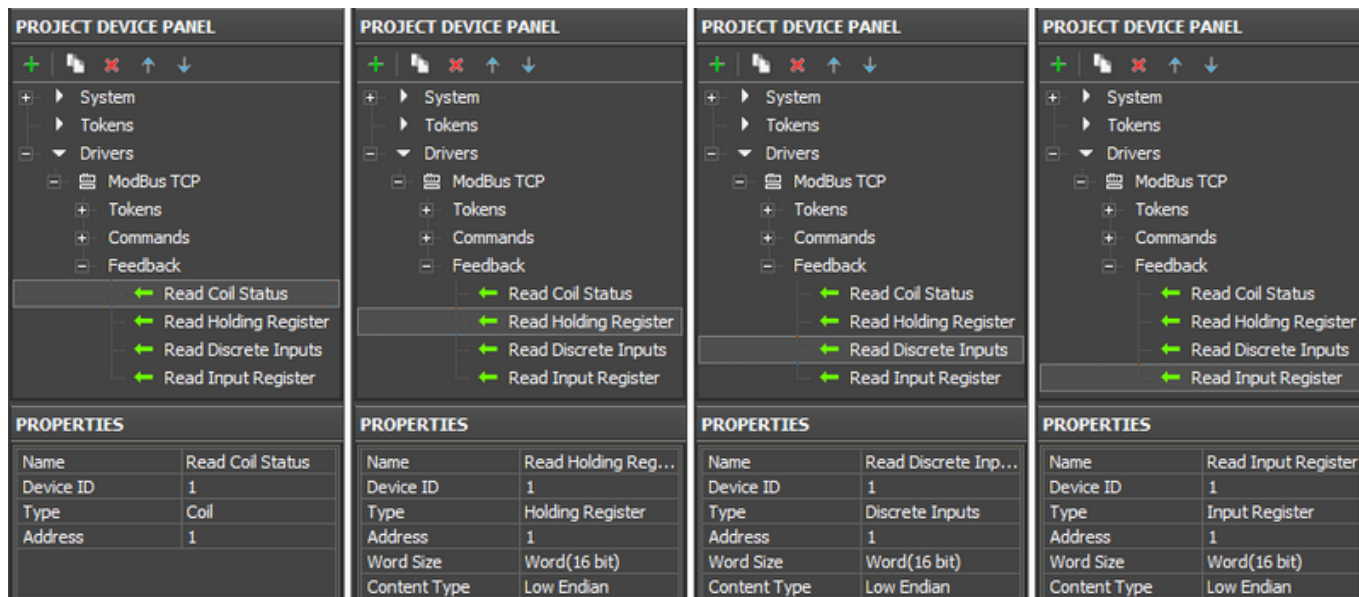 PROJECT DEVICE PANEL
System
Tokens
Drivers
ModBus TCP
Tokens
Commands
Feedback
Read Coil Status
Read Holding Register
Read Discrete Inputs
Read Input Register
PROPERTIES
Name Read Coil Status
Device ID 1
Type Coil
Address 1
PROJECT DEVICE PANEL
System
Tokens
Drivers
ModBus TCP
Tokens
Commands
Feedback
Read Coil Status
Read Holding Register
Read Discrete Inputs
Read Input Register
PROPERTIES
Name Read Holding Reg...
Device ID 1
Type Holding Register
Address 1
Word Size Word(16 bit)
Content Type Low Endian
PROJECT DEVICE PANEL
System
Tokens
Drivers
ModBus TCP
Tokens
Commands
Feedback
Read Coil Status
Read Holding Register
Read Discrete Inputs
Read Input Register
PROPERTIES
Name Read Discrete Inp...
Device ID 1
Type Discrete Inputs
Address 1
Word Size Word(16 bit)
Content Type Low Endian
PROJECT DEVICE PANEL
System
Tokens
Drivers
ModBus TCP
Tokens
Commands
Feedback
Read Coil Status
Read Holding Register
Read Discrete Inputs
Read Input Register
PROPERTIES
Name Read Input Register
Device ID 1
Type Input Register
Address 1
Word Size Word(16 bit)
Content Type Low Endian